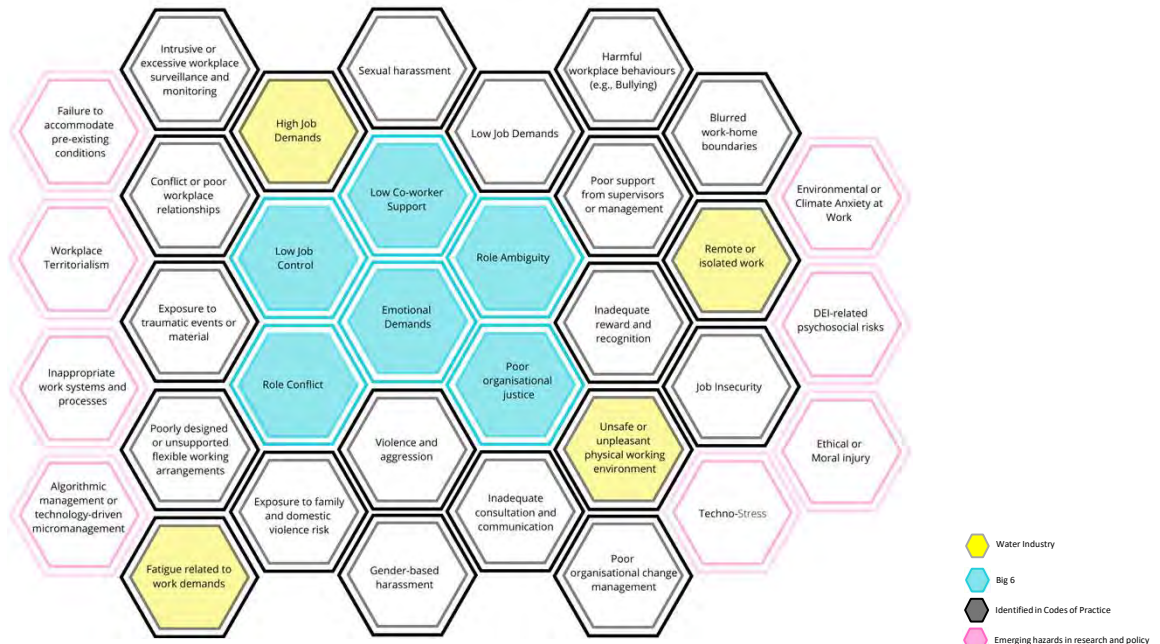 Intrusive or
excessive workplace
surveillance and
monitoring
Sexual harassment
Harmful
workplace behaviours
(e.g., Bullying)
Failure to
accommodate
pre-existing
conditions
High Job
Demands
Low Job Demands
Blurred
work-home
boundaries
Conflict or poor
workplace
relationships
Low Co-worker
Support
Poor support
from supervisors
or management
Environmental or
Climate Anxiety at
Work
Workplace
Territorialism
Low Job
Control
Role Ambiguity
Remote or
isolated work
Exposure to
traumatic events or
material
Emotional
Demands
Inadequate
reward and
recognition
DEI-related
psychosocial risks
Inappropriate
work systems and
processes
Role Conflict
Poor
organisational
justice
Job Insecurity
Poorly designed
or unsupported
flexible working
arrangements
Violence and
aggression
Unsafe or
unpleasant
physical working
environment
Ethical or
Moral injury
Algorithmic
management or
technology-driven
micromanagement
Exposure to family
and domestic
violence risk
Inadequate
consultation and
communication
Techno-Stress
Fatigue related to
work demands
Gender-based
harassment
Poor
organisational change
management
Water Industry
Big 6
Identified in Codes of Practice
Emerging hazards in research and policy